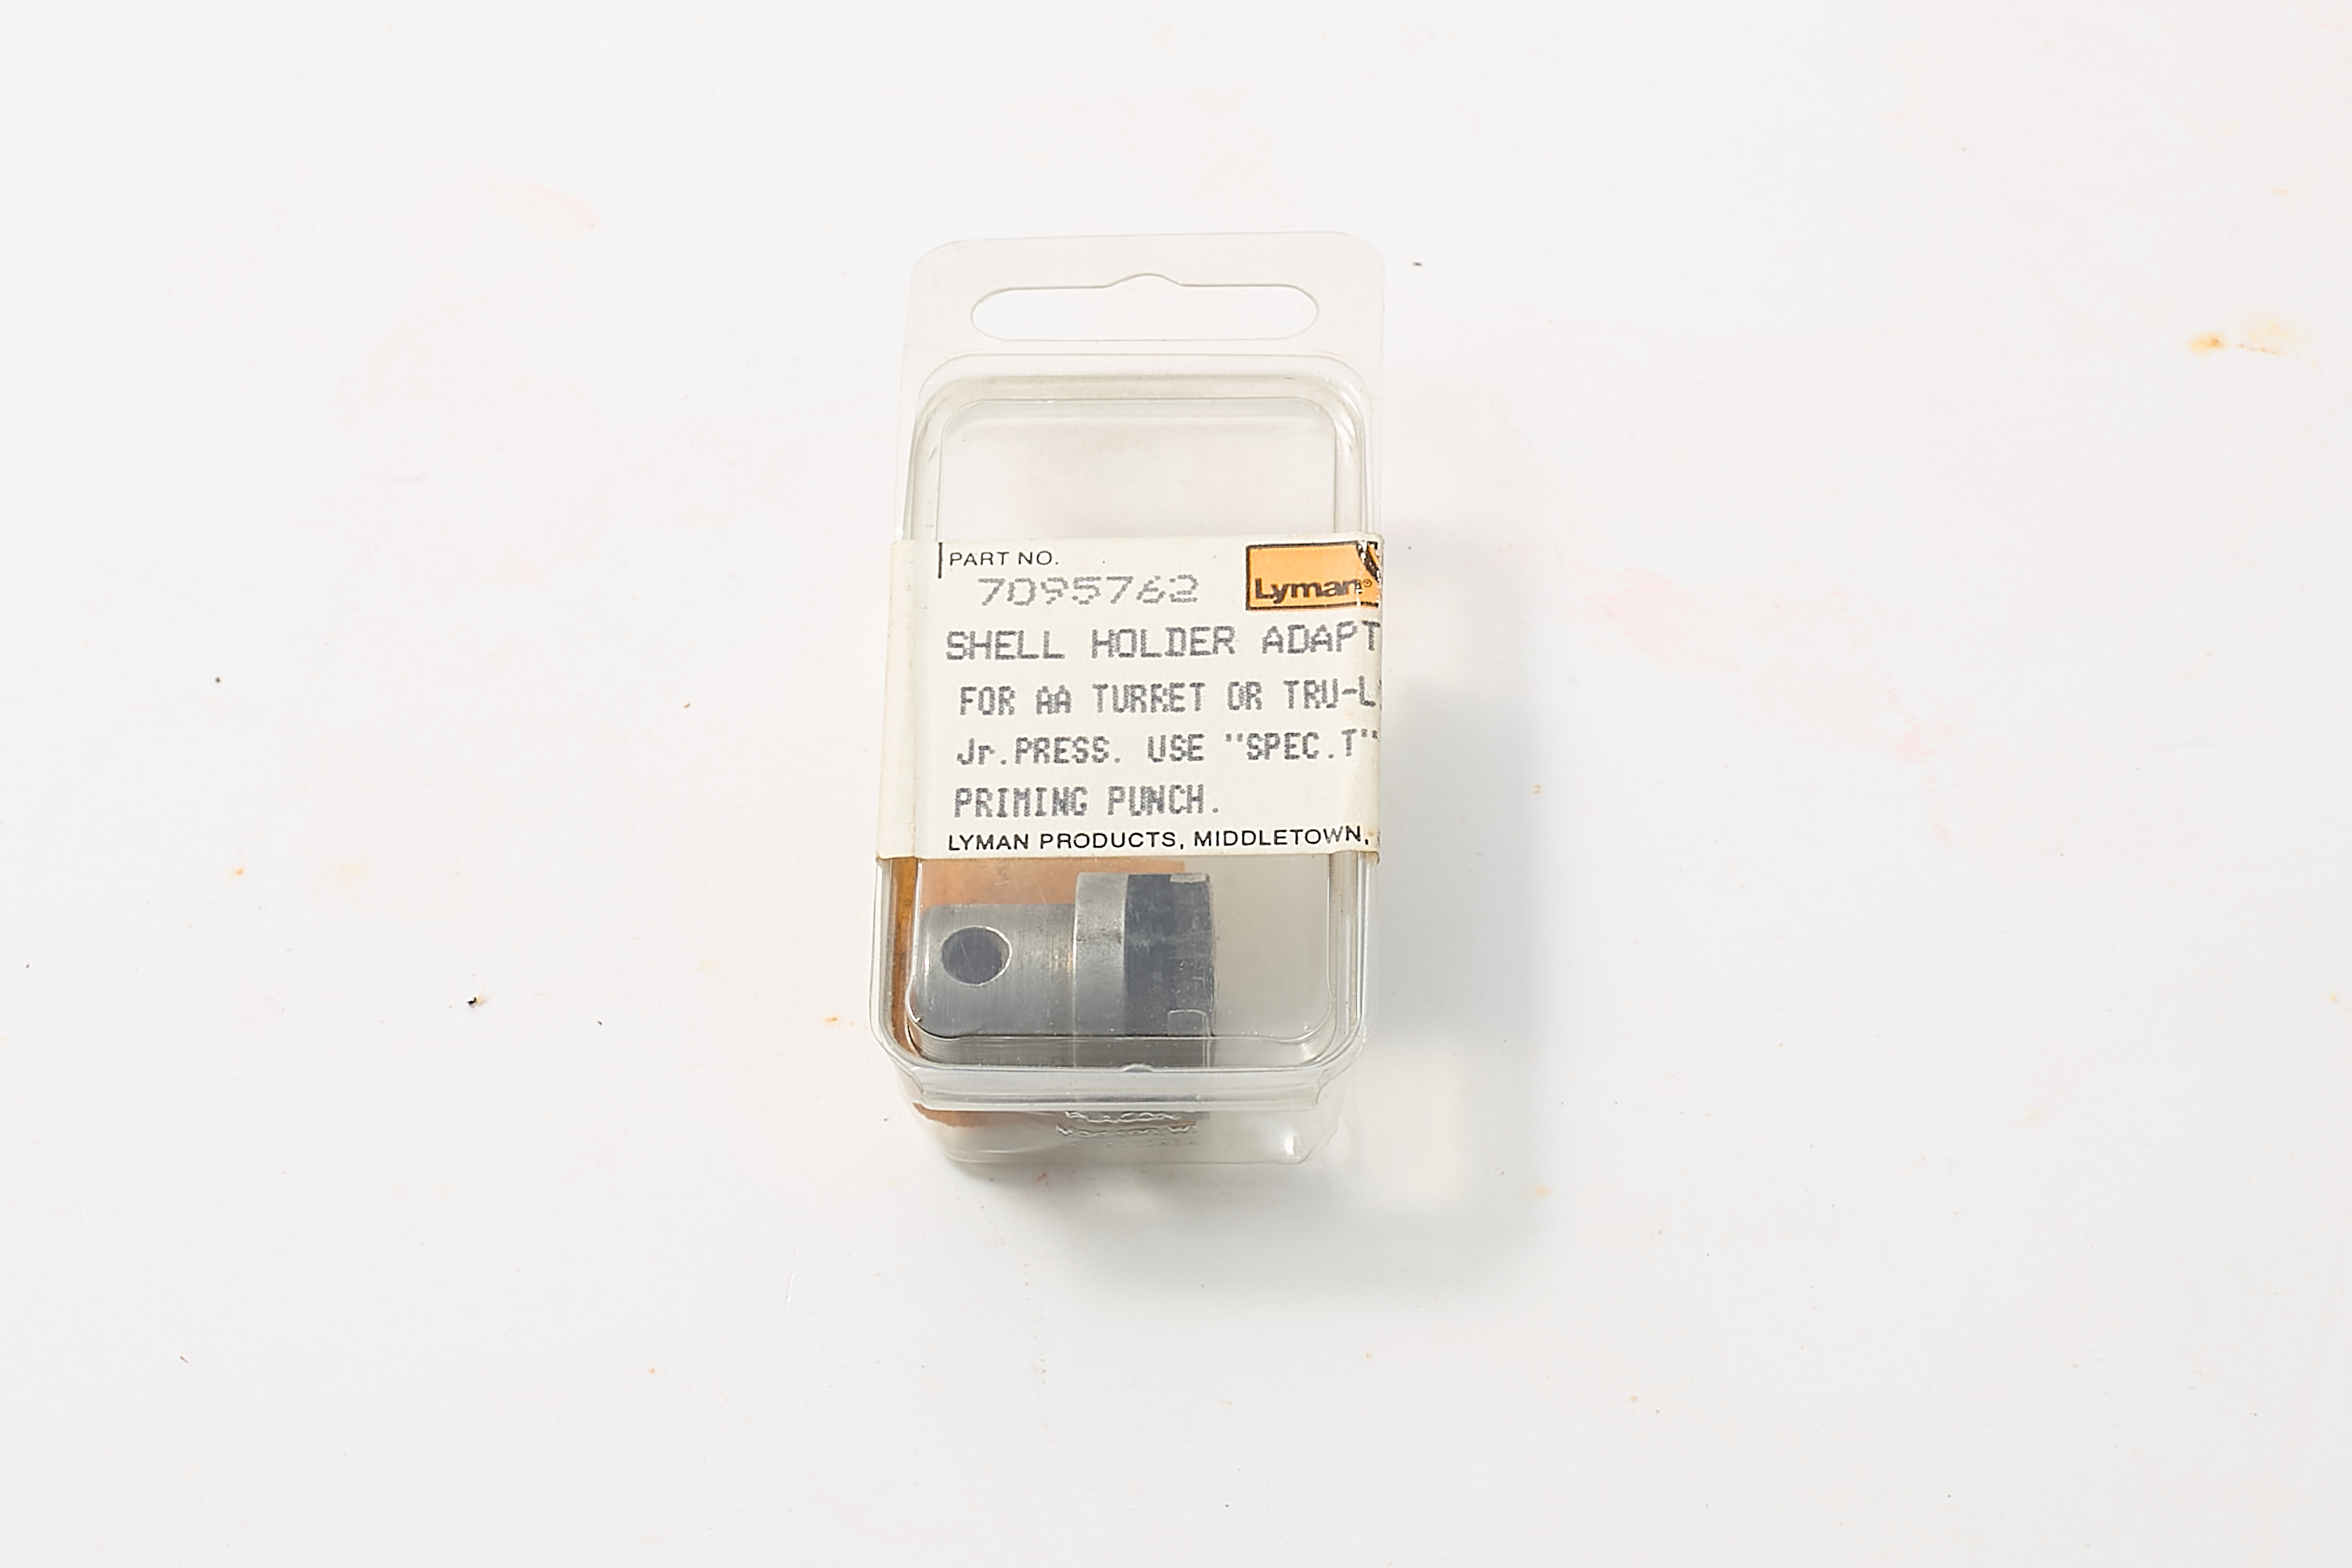 PART NO.
7095762
Lyman®
SHELL HOLDER ADAPT
FOR AA TURRET OR TRU-L
Jr.PRESS. USE "SPEC.T"
PRIMING PUNCH.
LYMAN PRODUCTS, MIDDLETOWN,